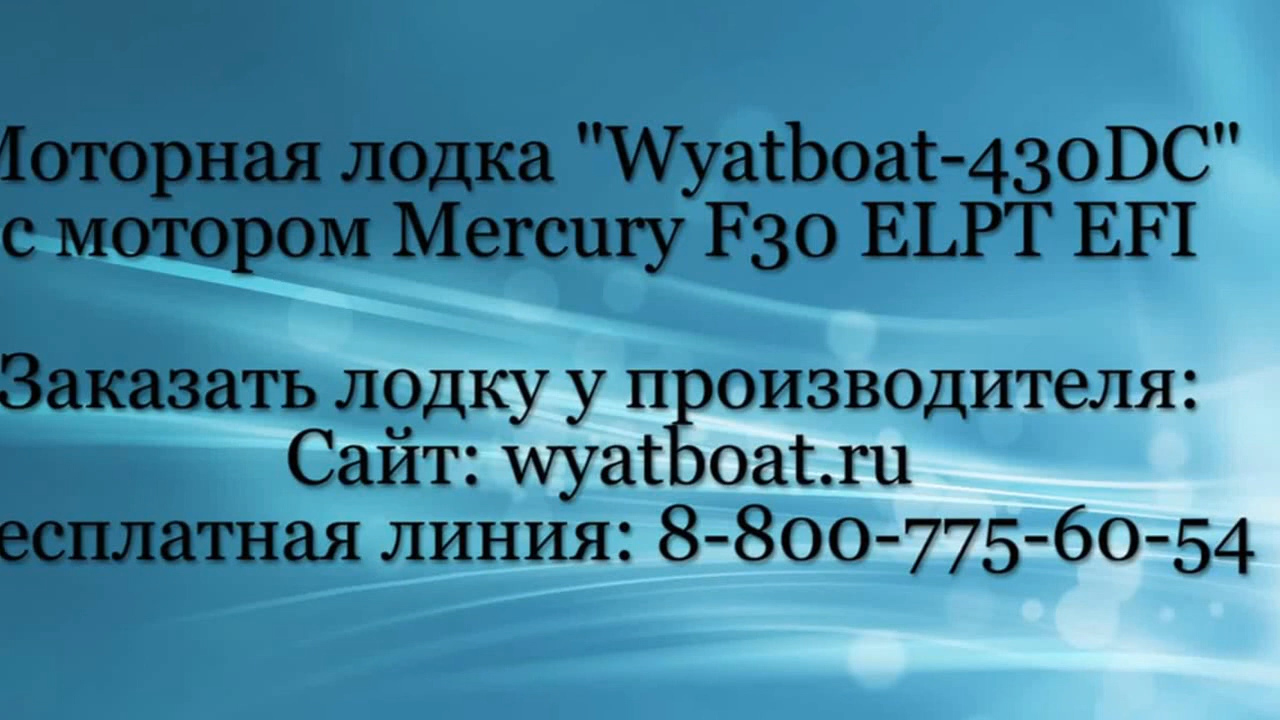 Моторная лодка "Wyatboat-430DC"
с мотором Mercury F30 ELPT EFI
Заказать лодку у производителя:
Сайт: wyatboat.ru
есплатная линия: 8-800-775-60-54